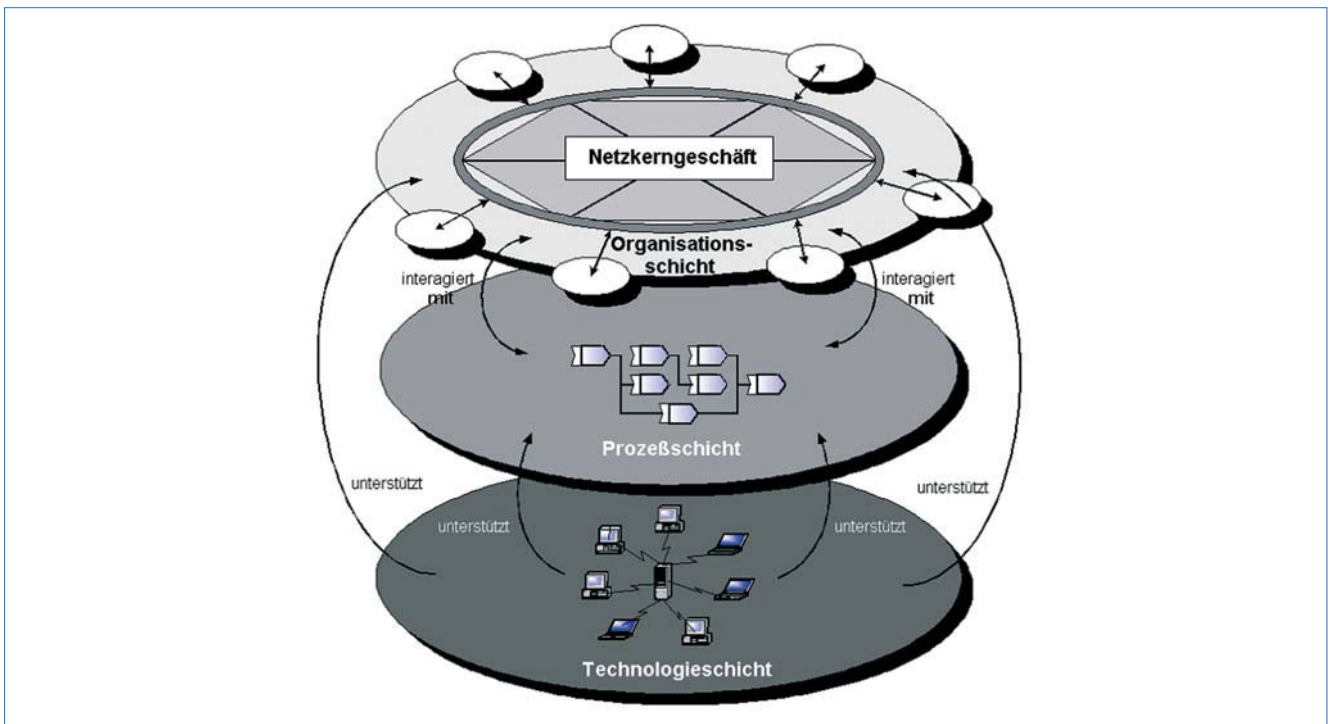 Netzkerngeschäft
Organisations-
schicht
interagiert
mit
interagiert
mit
Prozeßschicht
unterstützt
unterstützt
unterstützt
unterstützt
Technologieschicht